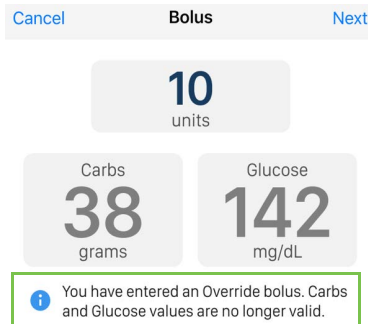 Cancel Bolus Next
10
units
Carbs Glucose
38 142
grams mg/dL
You have entered an Override bolus. Carbs
and Glucose values are no longer valid.